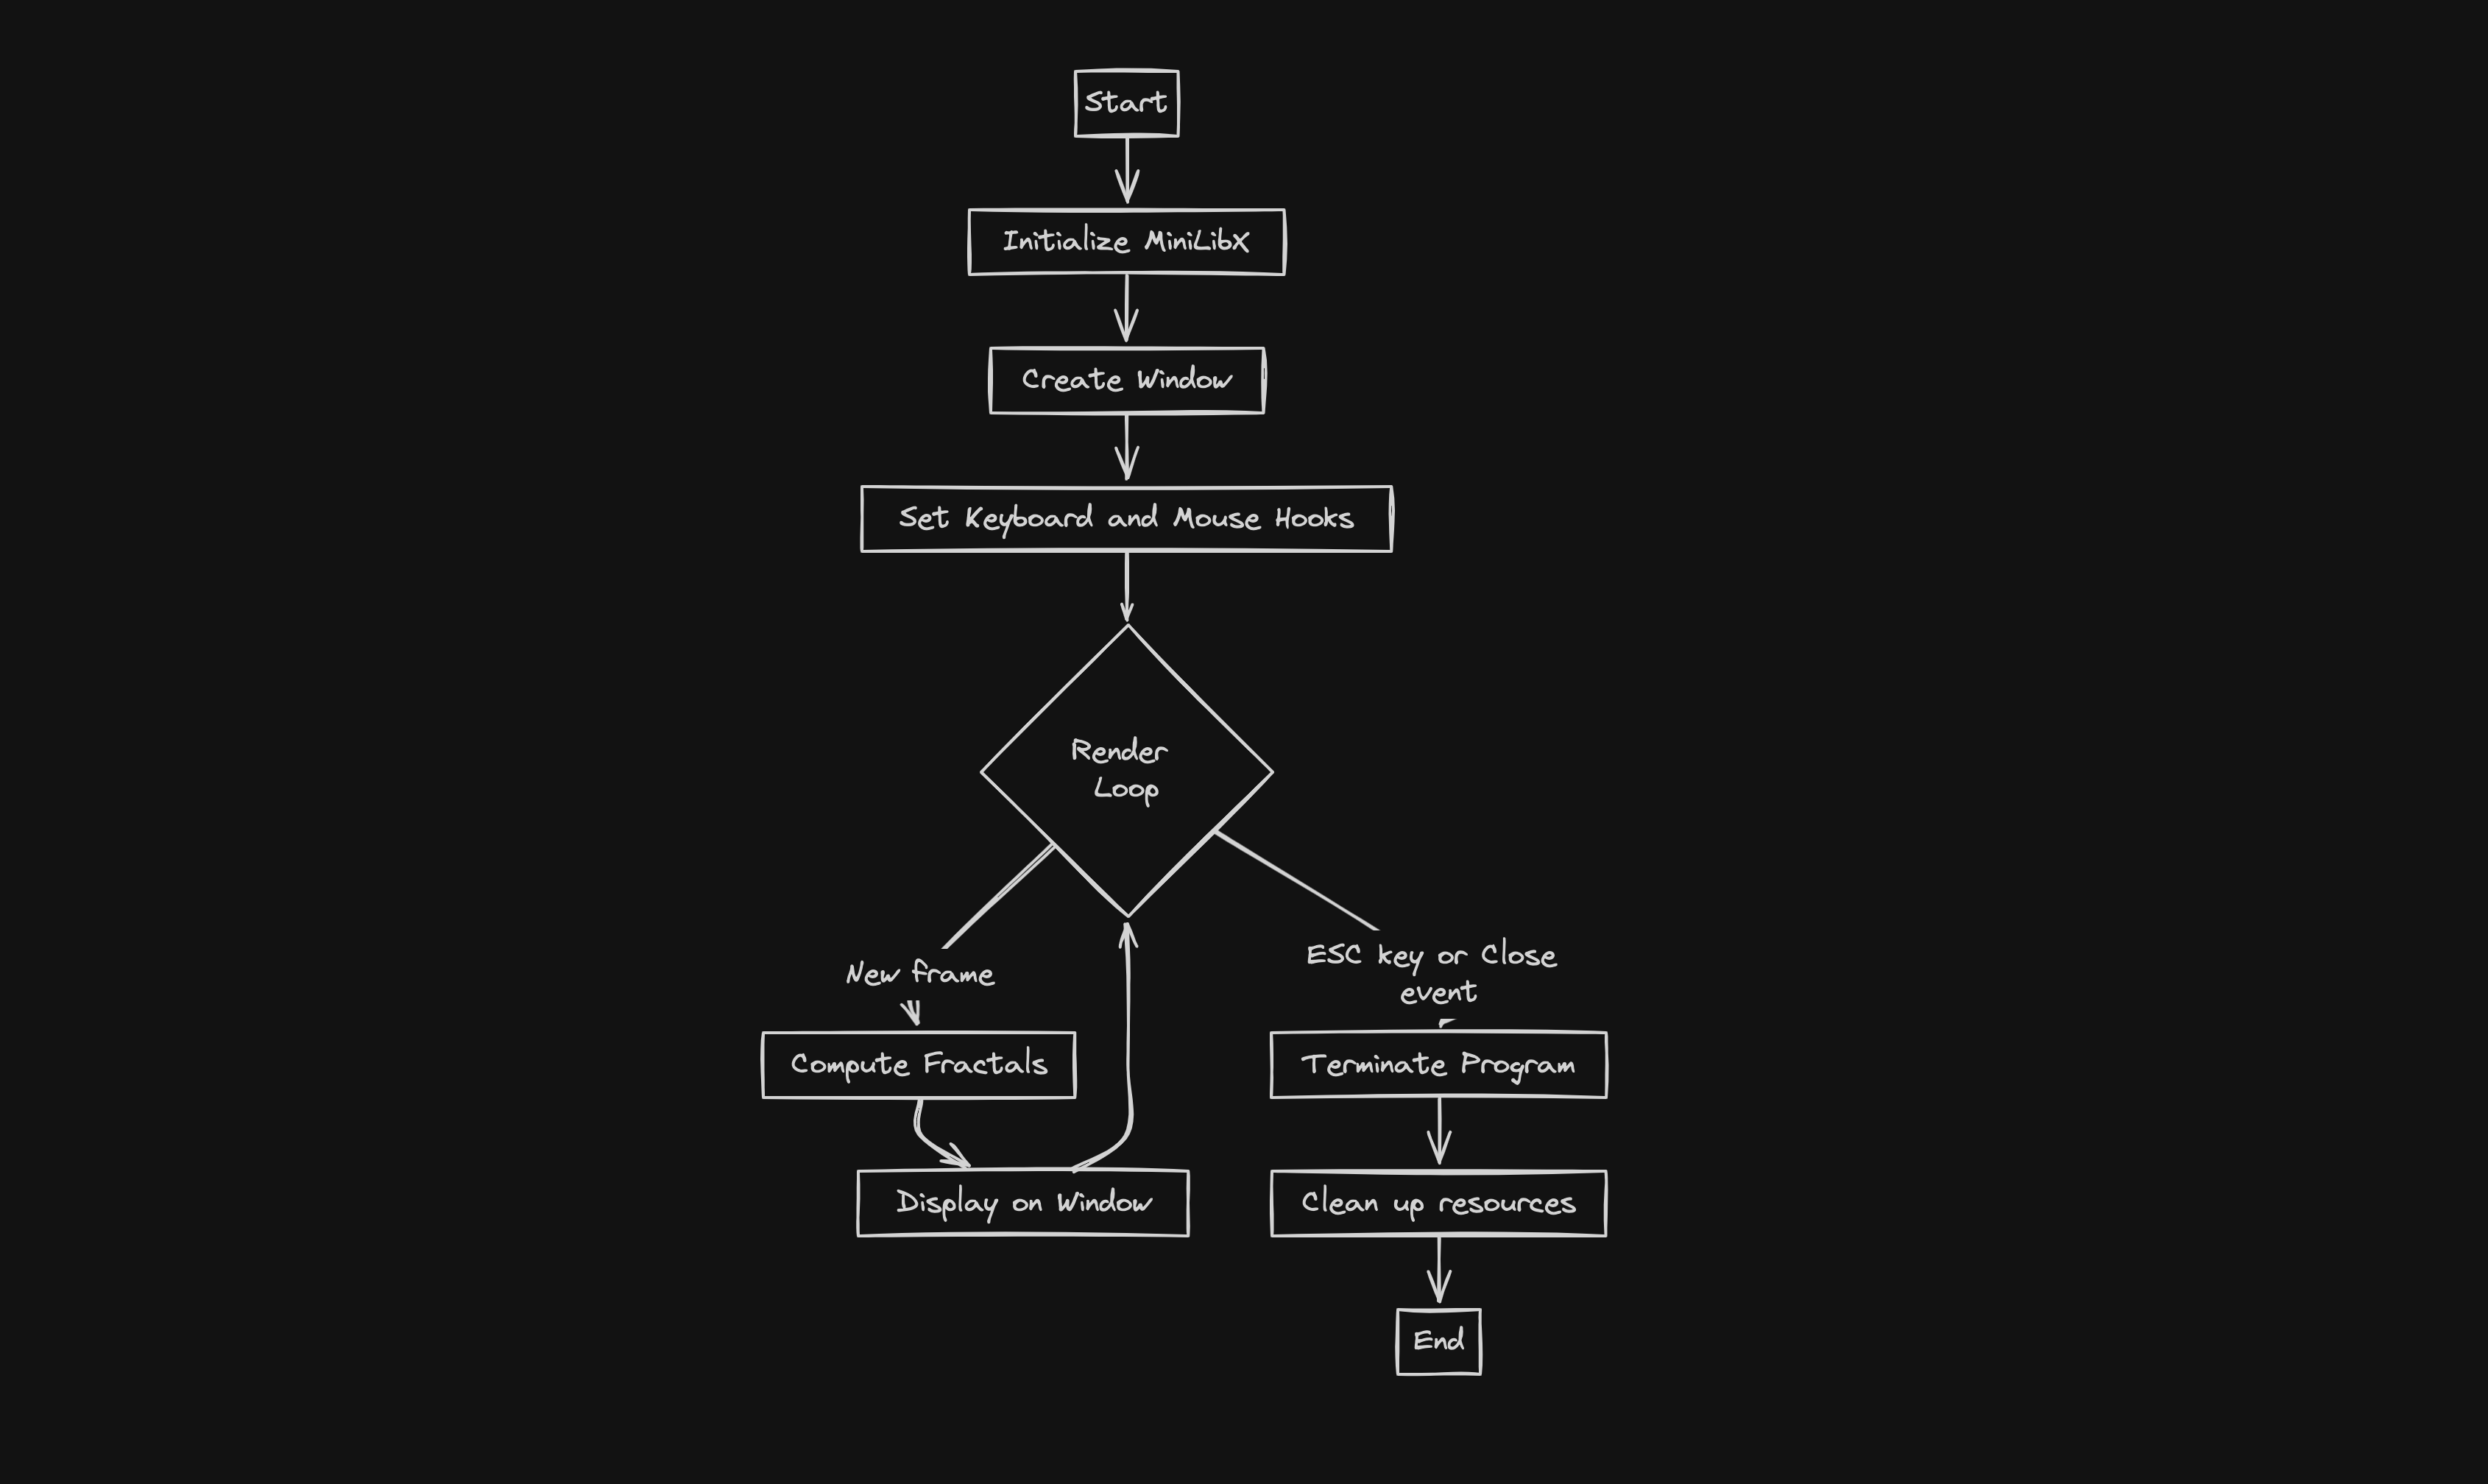 Start
Initialize MiniLibX
Create Window
Set Keyboard and Mouse Hooks
Render
Loop
New frame
ESC key or Close
event
Compute Fractals
Terminate Program
Display on Window
Clean up resources
End